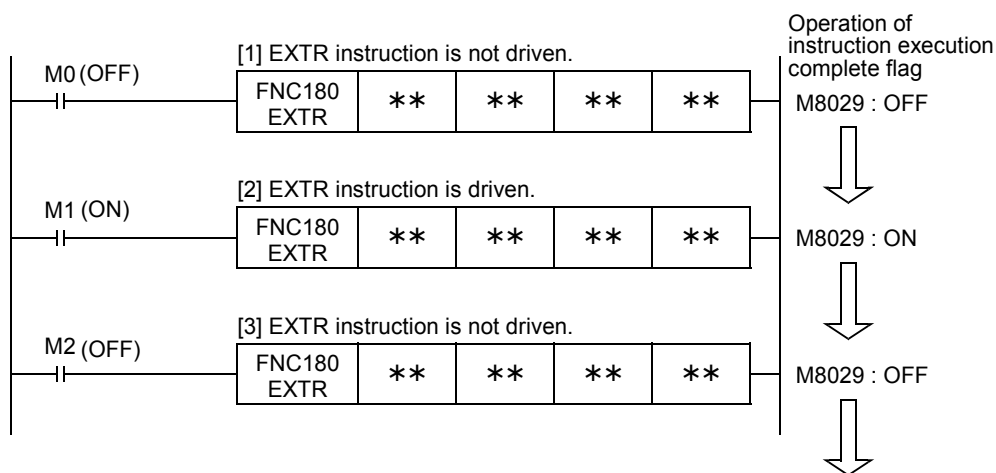 Operation of
instruction execution
complete flag
[1] EXTR instruction is not driven.
M0 (OFF)
FNC180
EXTR
** ** ** **
M8029 : OFF
[2] EXTR instruction is driven.
M1 (ON)
FNC180
EXTR
** ** ** **
M8029 : ON
[3] EXTR instruction is not driven.
M2 (OFF)
FNC180
EXTR
** ** ** **
M8029 : OFF